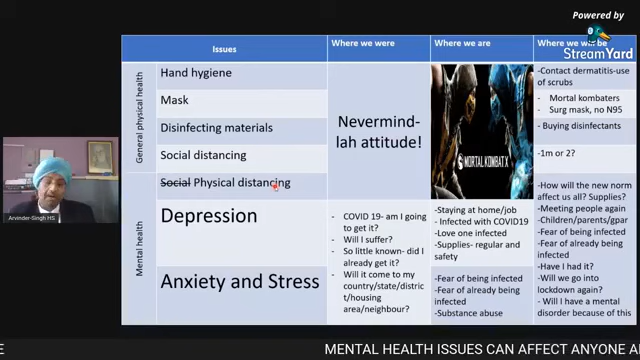 Powered by
StreamYard
Issues
Where we were
Where we are
Where we will be
General physical health
Hand hygiene
Mask
Disinfecting materials
Social distancing
Nevermind-
lah attitude!
MORTAL KOMBAT X
-Contact dermatitis-use
of scrubs
- Mortal kombaters
- Surg mask, no N95
- Buying disinfectants
-1m or 2?
Mental health
Social Physical distancing
Depression
- COVID 19- am I going
to get it?
- Will I suffer?
- So little known- did I
already get it?
- Will it come to my
country/state/distric
t/housing
area/neighbour?
-Staying at home/job
- Infected with COVID19
-Love one infected
-Supplies- regular and
safety
Anxiety and Stress
-Fear of being infected
-Fear of already being
infected
-Substance abuse
-How will the new norm
affect us all? Supplies?
-Meeting people again
-Children/parents/gpar
-Fear of being infected
-Fear of already being
infected
-Have I had it?
-Will we go into
lockdown again?
-Will I have a mental
disorder because of this
Arvinder-Singh HS
E
MENTAL HEALTH ISSUES CAN AFFECT ANYONE A